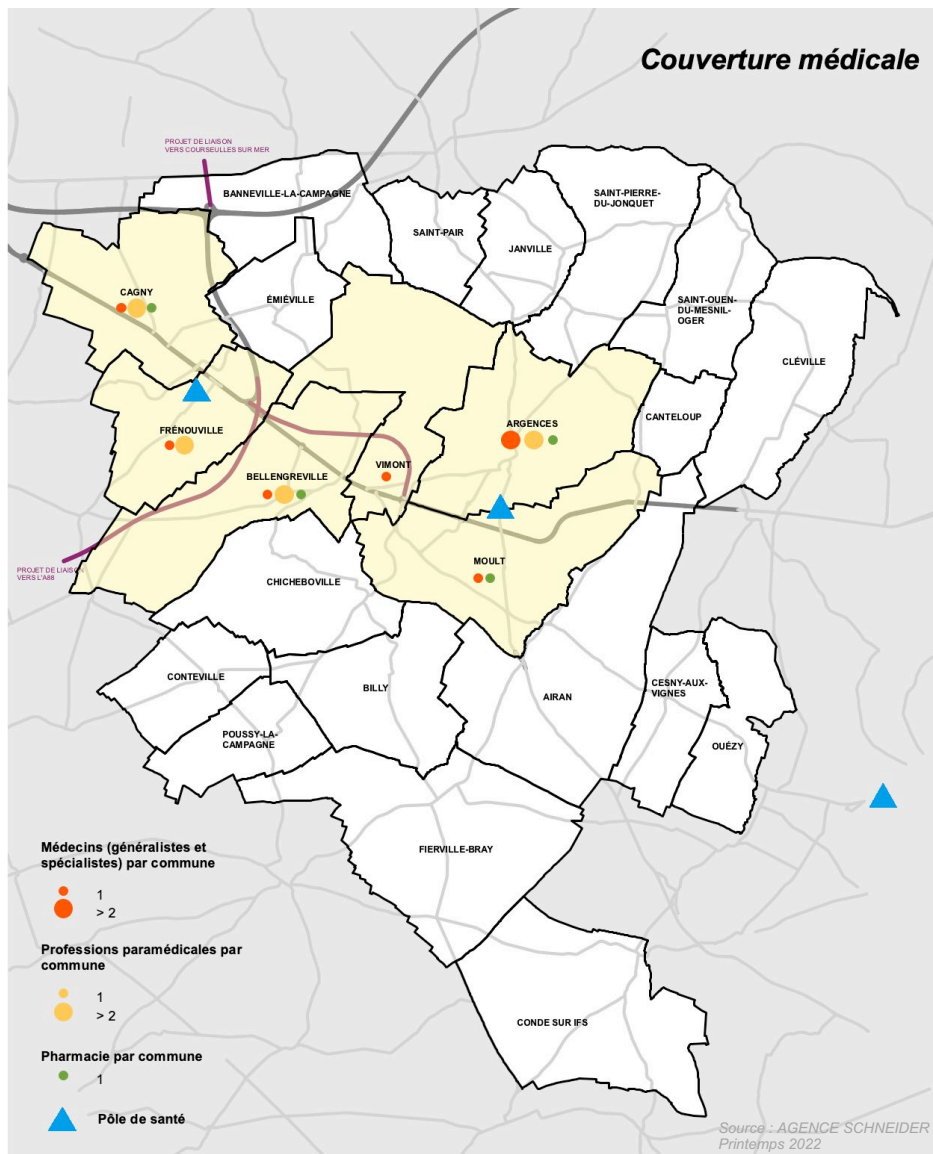 Couverture médicale
PROJET DE LIAISON
VERS COURSEULLES SUR MER
BANNEVILLE-LA-CAMPAGNE
SAINT-PIERRE-
DU-JONQUET
SAINT-PAIR
JANVILLE
CAGNY
ÉMIÉVILLE
SAINT-OUEN-
DU-MESNIL-
OGER
CLÉVILLE
CANTELOUP
ARGENCES
FRÉNOUVILLE
VIMONT
BELLENGREVILLE
MOULT
PROJET DE LIAISON
VERS L'A88
CHICHEBOVILLE
CONTEVILLE
BILLY
AIRAN
CESNY-AUX-
VIGNES
POUSSY-LA-
CAMPAGNE
OUÉZY
FIERVILLE-BRAY
CONDE SUR IFS
Médecins (généralistes et
spécialistes) par commune
1
> 2
Professions paramédicales par
commune
1
> 2
Pharmacie par commune
1
Pôle de santé
Source : AGENCE SCHNEIDER
Printemps 2022